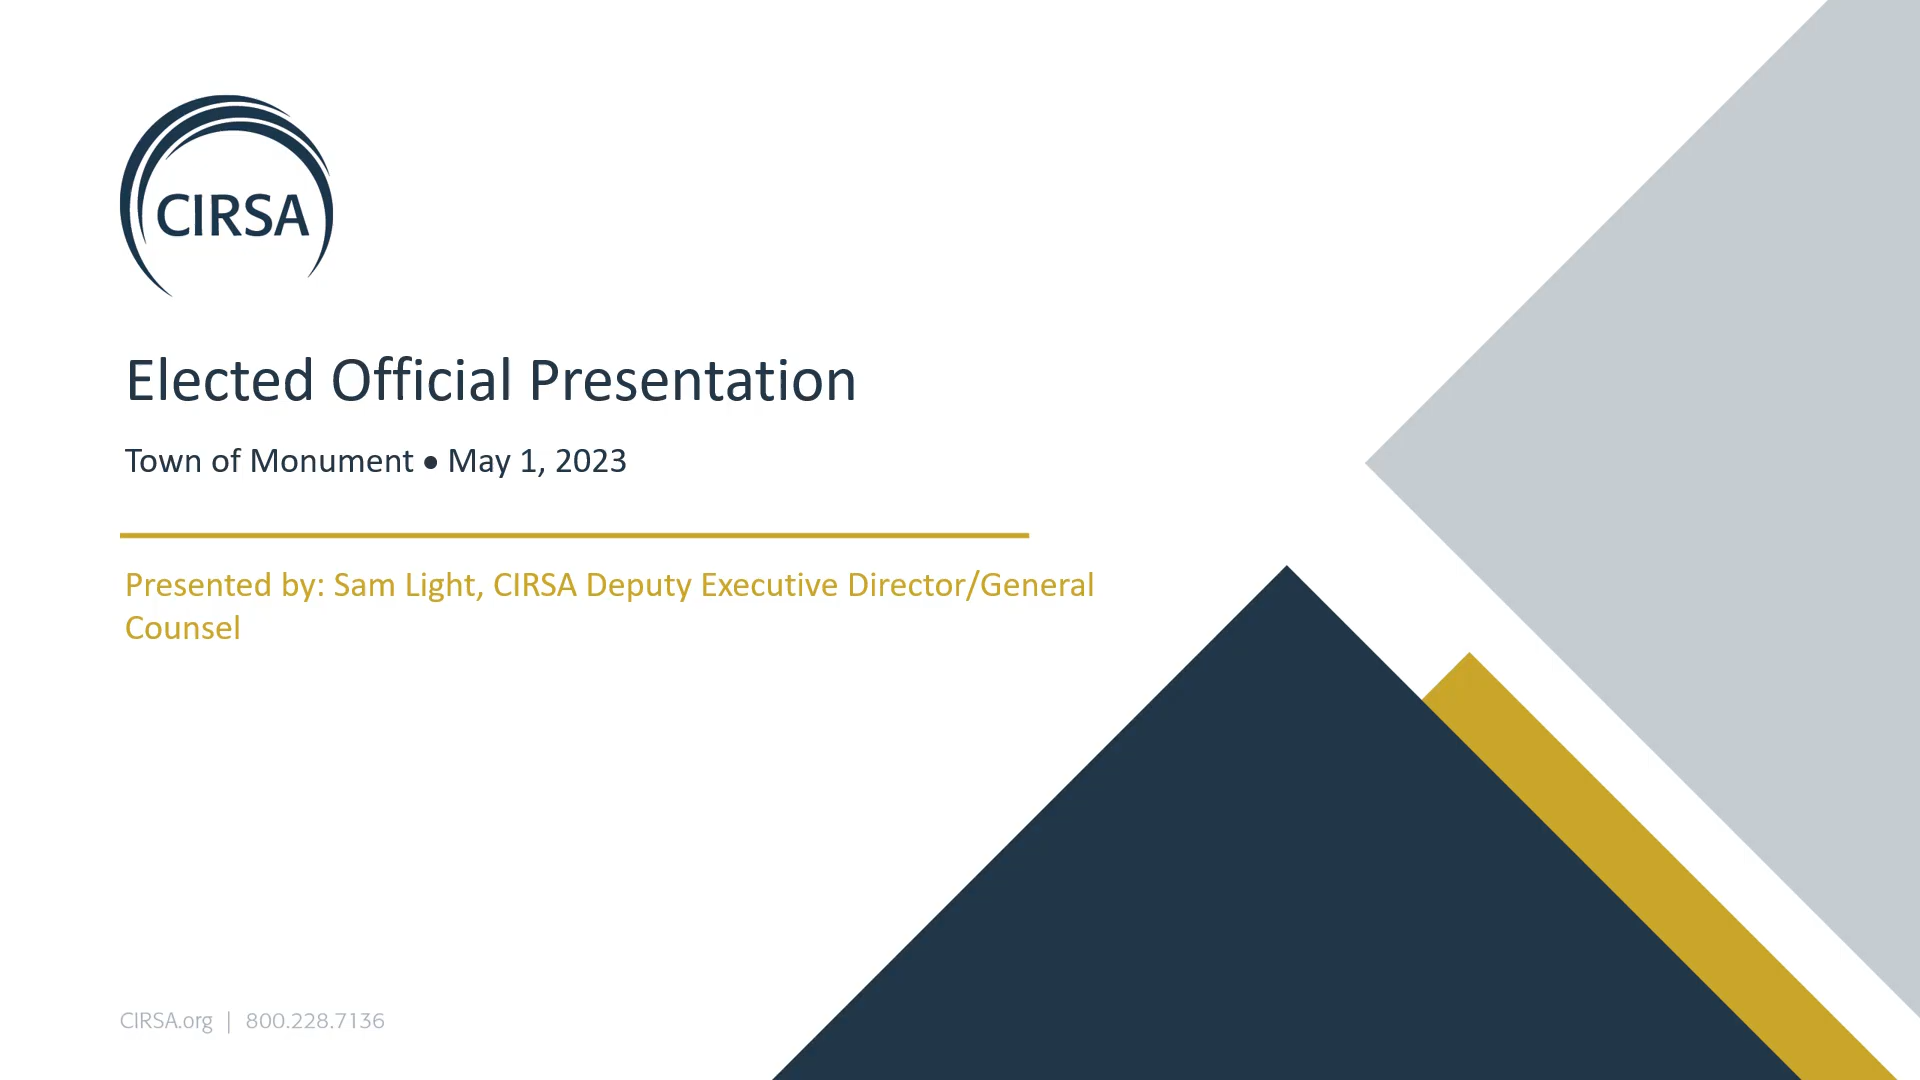 CIRSA
Elected Official Presentation
Town of Monument • May 1, 2023
Presented by: Sam Light, CIRSA Deputy Executive Director/General
Counsel
CIRSA.org | 800.228.7136